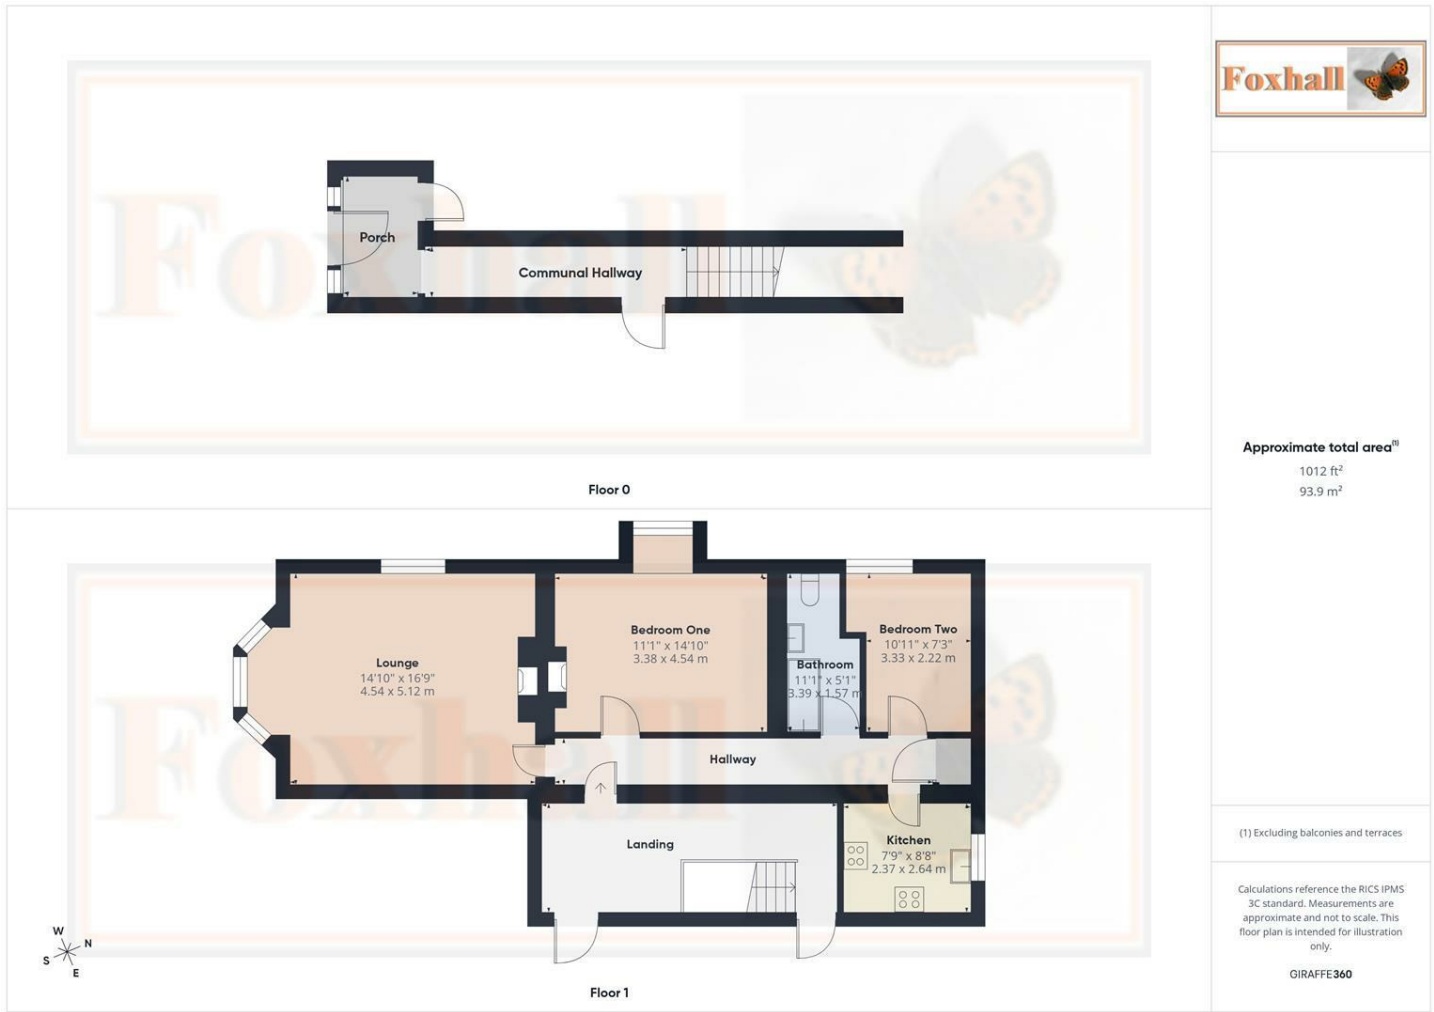 Foxhall
Porch
Communal Hallway
Floor 0
Approximate total area(1)
1012 ft²
93.9 m²
Lounge
14'10" x 16'9"
4.54 x 5.12 m
Bedroom One
11'1" x 14'10"
3.38 x 4.54 m
Bathroom
11'1" x 5'1"
3.39 x 1.57 m
Bedroom Two
10'11" x 7'3"
3.33 x 2.22 m
Hallway
Landing
Kitchen
7'9" x 8'8"
2.37 x 2.64 m
W
N
S
E
Floor 1
(1) Excluding balconies and terraces
Calculations reference the RICS IPMS
3C standard. Measurements are
approximate and not to scale. This
floor plan is intended for illustration
only.
GIRAFFE360
Foxhall
Foxhall